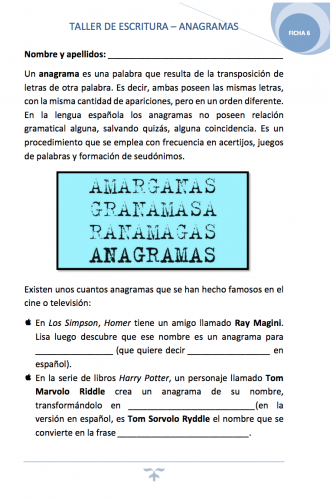 TALLER DE ESCRITURA – ANAGRAMAS
FICHA 6
Nombre y apellidos: ______________________________________
Un anagrama es una palabra que resulta de la transposición de
letras de otra palabra. Es decir, ambas poseen las mismas letras,
con la misma cantidad de apariciones, pero en un orden diferente.
En la lengua española los anagramas no poseen relación
gramatical alguna, salvando quizás, alguna coincidencia. Es un
procedimiento que se emplea con frecuencia en acertijos, juegos
de palabras y formación de seudónimos.
AMARGANAS
GRANAMASA
RANAMAGAS
ANAGRAMAS
Existen unos cuantos anagramas que se han hecho famosos en el
cine o televisión:
En Los Simpson, Homer tiene un amigo llamado Ray Magini.
Lisa luego descubre que ese nombre es un anagrama para
_________________ (que quiere decir __________________ en
español).
En la serie de libros Harry Potter, un personaje llamado Tom
Marvolo Riddle crea un anagrama de su nombre,
transformándolo en ___________________________(en la
versión en español, es Tom Sorvolo Ryddle el nombre que se
convierte en la frase ____________________________.